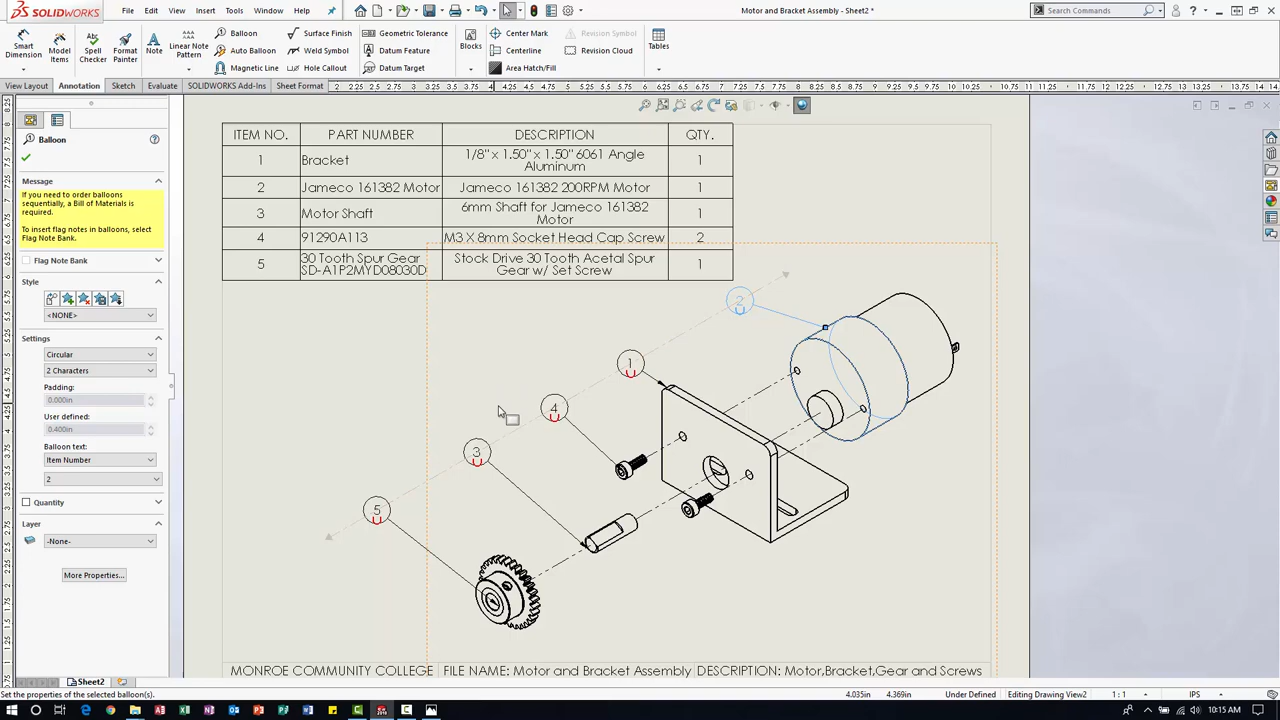 SOLIDWORKS
File Edit View Insert Tools Window Help
Motor and Bracket Assembly - Sheet2 *
Search Commands
Smart Dimension
Model Items
Spell Checker
Format Painter
Note
Linear Note Pattern
Balloon
Auto Balloon
Magnetic Line
Surface Finish
Weld Symbol
Hole Callout
Geometric Tolerance
Datum Feature
Datum Target
Blocks
Center Mark
Centerline
Area Hatch/Fill
Revision Symbol
Revision Cloud
Tables
View Layout Annotation Sketch Evaluate SOLIDWORKS Add-Ins Sheet Format
Balloon
Message
If you need to order balloons
sequentially, a Bill of Materials is
required.
To insert flag notes in balloons, select
Flag Note Bank.
Flag Note Bank
Style
<NONE>
Settings
Circular
2 Characters
Padding:
0.000in
User defined:
0.400in
Balloon text:
Item Number
2
Quantity
Layer
-None-
More Properties...
ITEM NO. PART NUMBER DESCRIPTION QTY.
1 Bracket 1/8" x 1.50" x 1.50" 6061 Angle Aluminum 1
2 Jameco 161382 Motor Jameco 161382 200RPM Motor 1
3 Motor Shaft 6mm Shaft for Jameco 161382 Motor 1
4 91290A113 M3 X 8mm Socket Head Cap Screw 2
5 30 Tooth Spur Gear SD-A1P2MYD08030D Stock Drive 30 Tooth Acetal Spur Gear w/ Set Screw 1
2
1
4
3
5
MONROE COMMUNITY COLLEGE FILE NAME: Motor and Bracket Assembly DESCRIPTION: Motor,Bracket,Gear and Screws
Sheet2
Set the properties of the selected balloon(s).
4.035in 4.369in Under Defined Editing Drawing View2 1 : 1 IPS
10:15 AM